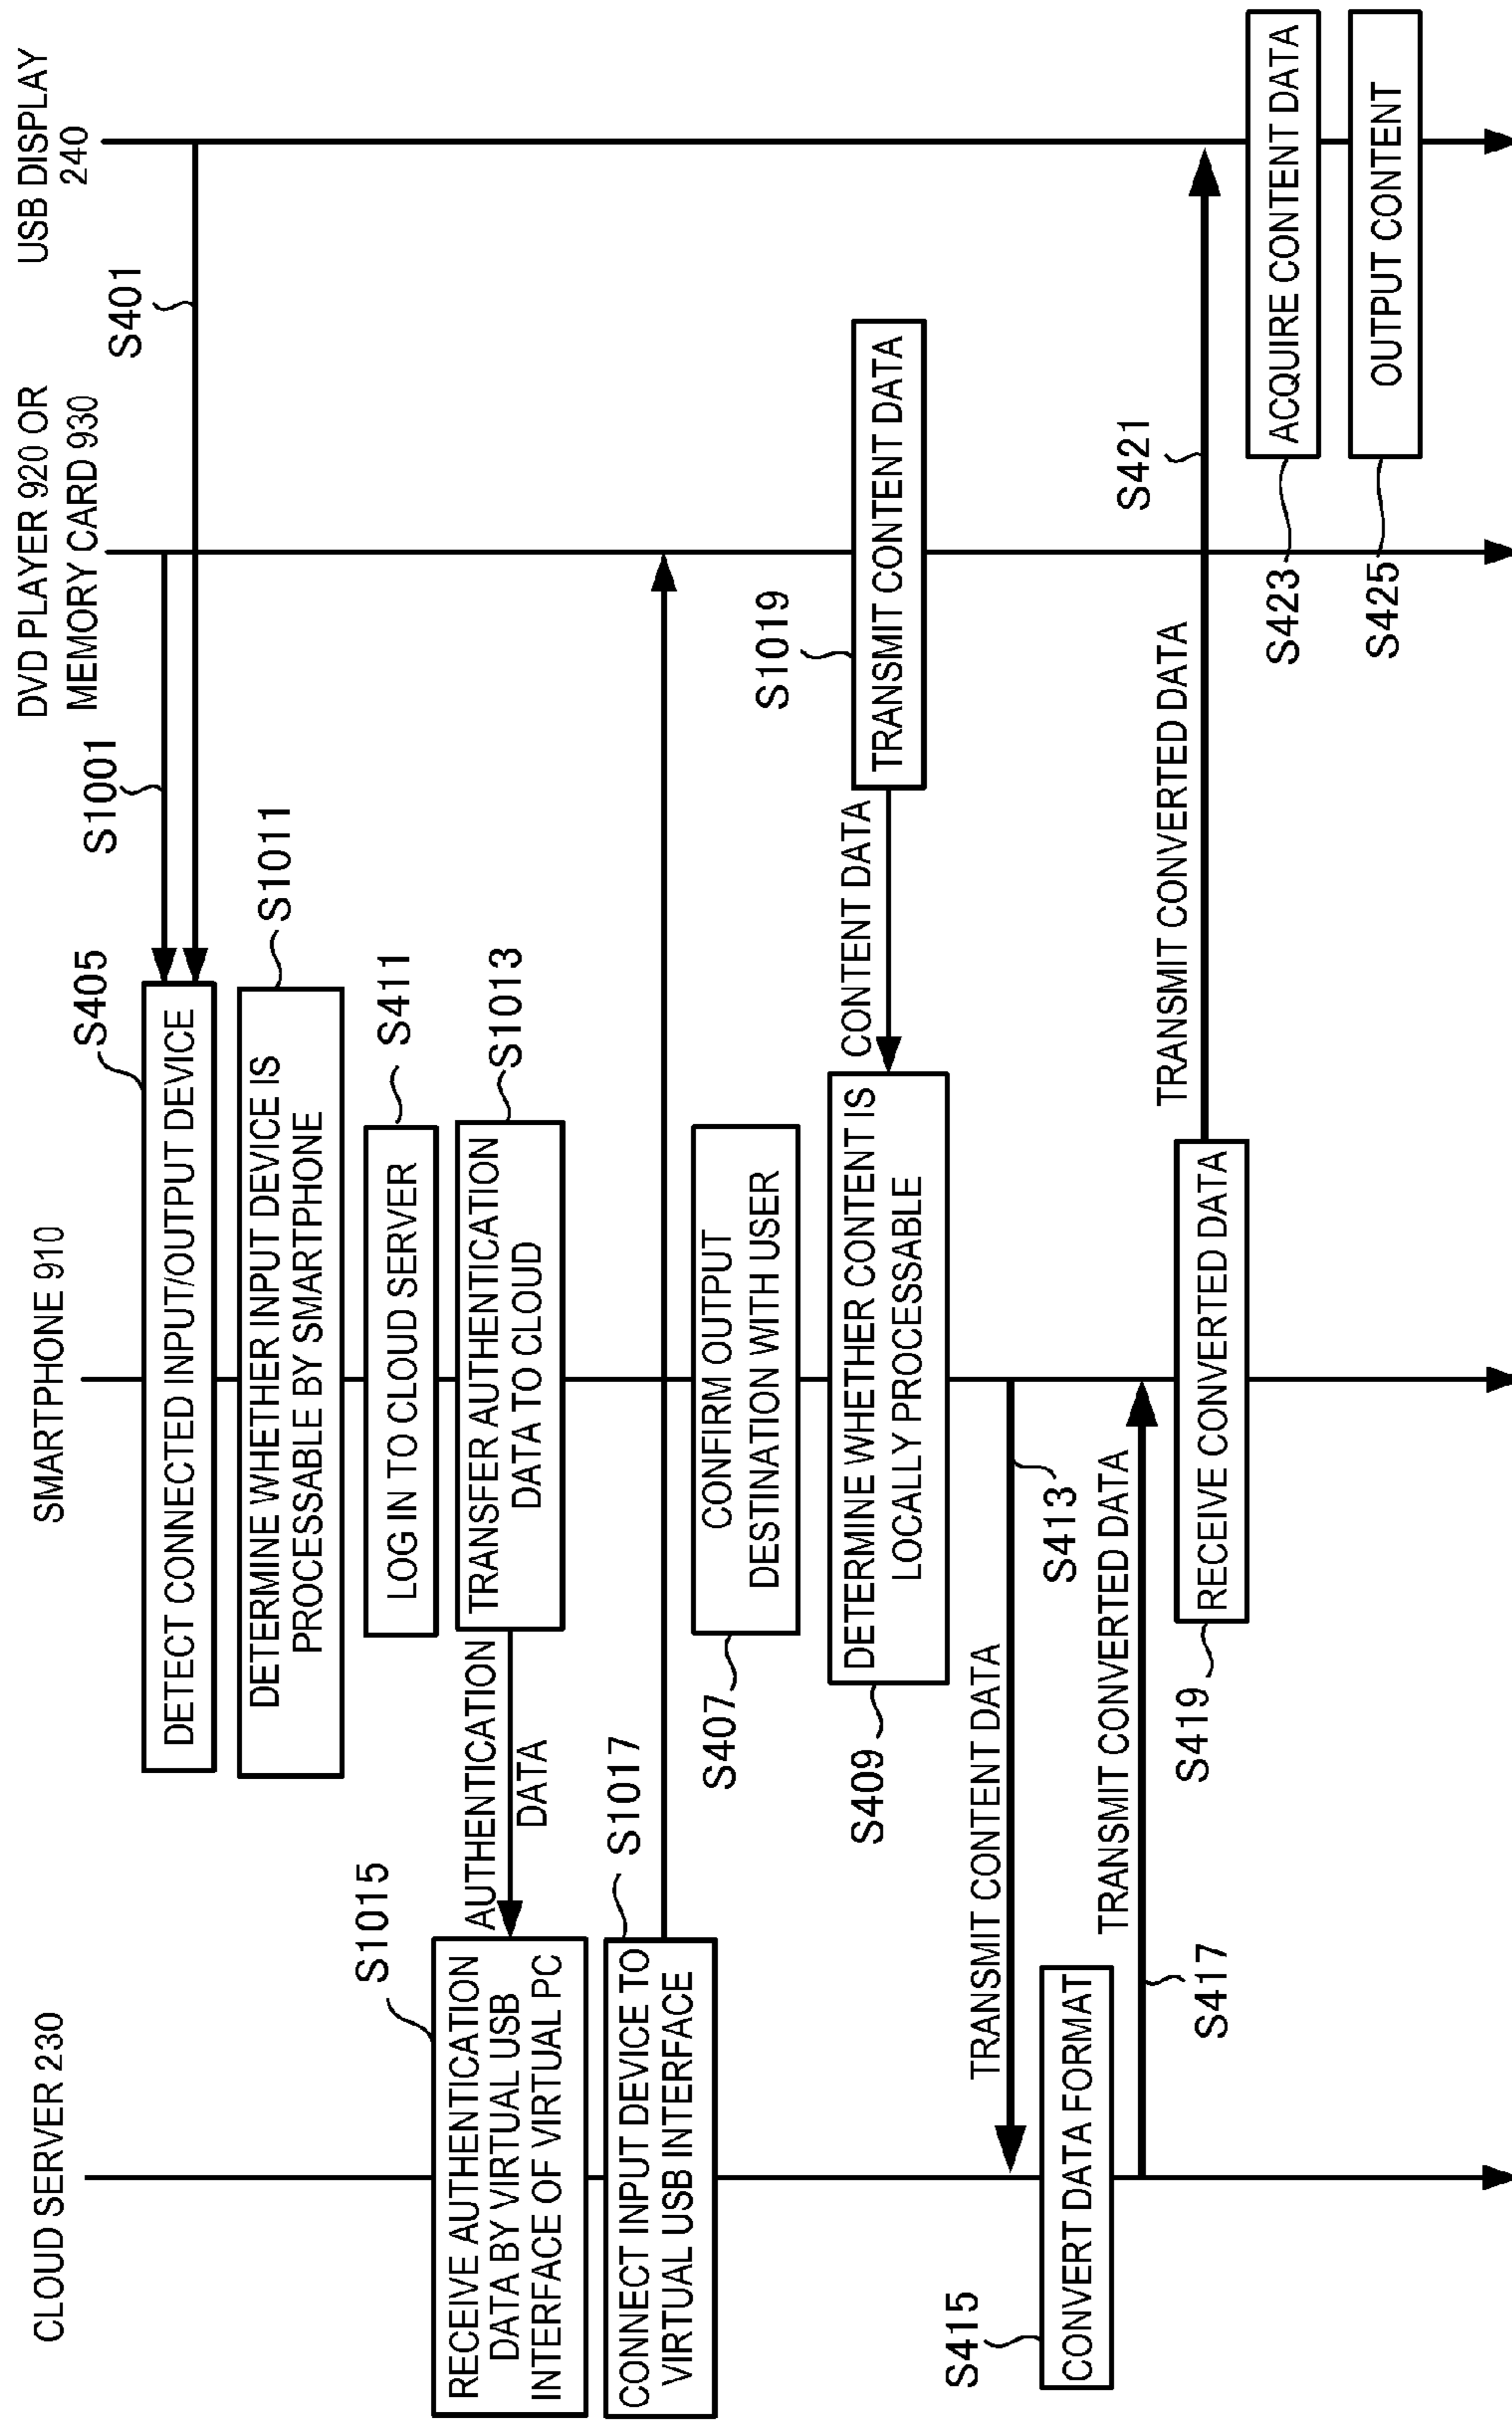 CLOUD SERVER 230
SMARTPHONE 910
DVD PLAYER 920 OR
MEMORY CARD 930
USB DISPLAY
240
S1001
S401
S405
DETECT CONNECTED INPUT/OUTPUT DEVICE
S1011
DETERMINE WHETHER INPUT DEVICE IS
PROCESSABLE BY SMARTPHONE
S411
LOG IN TO CLOUD SERVER
S1013
TRANSFER AUTHENTICATION
DATA TO CLOUD
AUTHENTICATION
DATA
S1015
RECEIVE AUTHENTICATION
DATA BY VIRTUAL USB
INTERFACE OF VIRTUAL PC
S1017
CONNECT INPUT DEVICE TO
VIRTUAL USB INTERFACE
S407
CONFIRM OUTPUT
DESTINATION WITH USER
S1019
TRANSMIT CONTENT DATA
CONTENT DATA
S409
DETERMINE WHETHER CONTENT IS
LOCALLY PROCESSABLE
TRANSMIT CONTENT DATA
S413
S415
CONVERT DATA FORMAT
TRANSMIT CONVERTED DATA
S417
S419
RECEIVE CONVERTED DATA
TRANSMIT CONVERTED DATA
S421
S423
ACQUIRE CONTENT DATA
S425
OUTPUT CONTENT